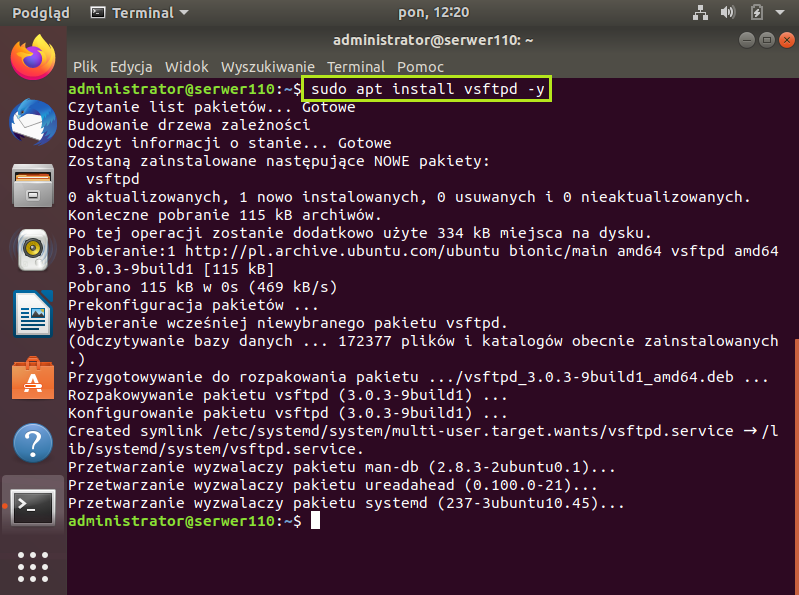 Podgląd Terminal pon, 12:20
administrator@serwer110: ~
Plik Edycja Widok Wyszukiwanie Terminal Pomoc
administrator@serwer110:~$ sudo apt install vsftpd -y
Czytanie list pakietów... Gotowe
Budowanie drzewa zależności
Odczyt informacji o stanie... Gotowe
Zostaną zainstalowane następujące NOWE pakiety:
  vsftpd
0 aktualizowanych, 1 nowo instalowanych, 0 usuwanych i 0 nieaktualizowanych.
Konieczne pobranie 115 kB archiwów.
Po tej operacji zostanie dodatkowo użyte 334 kB miejsca na dysku.
Pobieranie:1 http://pl.archive.ubuntu.com/ubuntu bionic/main amd64 vsftpd amd64
 3.0.3-9build1 [115 kB]
Pobrano 115 kB w 0s (469 kB/s)
Prekonfiguracja pakietów ...
Wybieranie wcześniej niewybranego pakietu vsftpd.
(Odczytywanie bazy danych ... 172377 plików i katalogów obecnie zainstalowanych
.)
Przygotowywanie do rozpakowania pakietu .../vsftpd_3.0.3-9build1_amd64.deb ...
Rozpakowywanie pakietu vsftpd (3.0.3-9build1) ...
Konfigurowanie pakietu vsftpd (3.0.3-9build1) ...
Created symlink /etc/systemd/system/multi-user.target.wants/vsftpd.service → /l
ib/systemd/system/vsftpd.service.
Przetwarzanie wyzwalaczy pakietu man-db (2.8.3-2ubuntu0.1)...
Przetwarzanie wyzwalaczy pakietu ureadahead (0.100.0-21)...
Przetwarzanie wyzwalaczy pakietu systemd (237-3ubuntu10.45)...
administrator@serwer110:~$